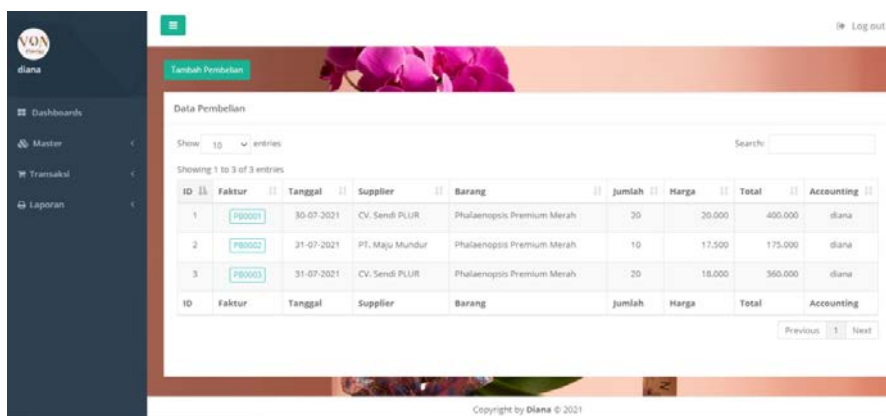 VON
diana
Log out
Tambah Pembelian
Dashboards
Master
Transaksi
Laporan
Data Pembelian
Show 10 entries
Search:
Showing 1 to 3 of 3 entries
ID Faktur Tanggal Supplier Barang Jumlah Harga Total Accounting
1 PB0001 30-07-2021 CV. Sendi PLUR Phalaenopsis Premium Merah 20 20.000 400.000 diana
2 PB0002 31-07-2021 PT. Maju Mundur Phalaenopsis Premium Merah 10 17.500 175.000 diana
3 PB0003 31-07-2021 CV. Sendi PLUR Phalaenopsis Premium Merah 20 18.000 360.000 diana
ID Faktur Tanggal Supplier Barang Jumlah Harga Total Accounting
Previous 1 Next
Copyright by Diana © 2021